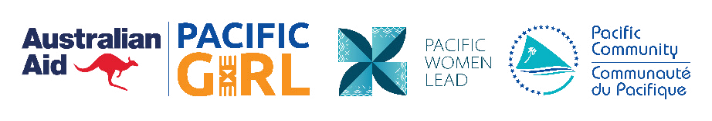 Australian
Aid
PACIFIC
GIRL
PACIFIC
WOMEN
LEAD
Pacific
Community
Communauté
du Pacifique